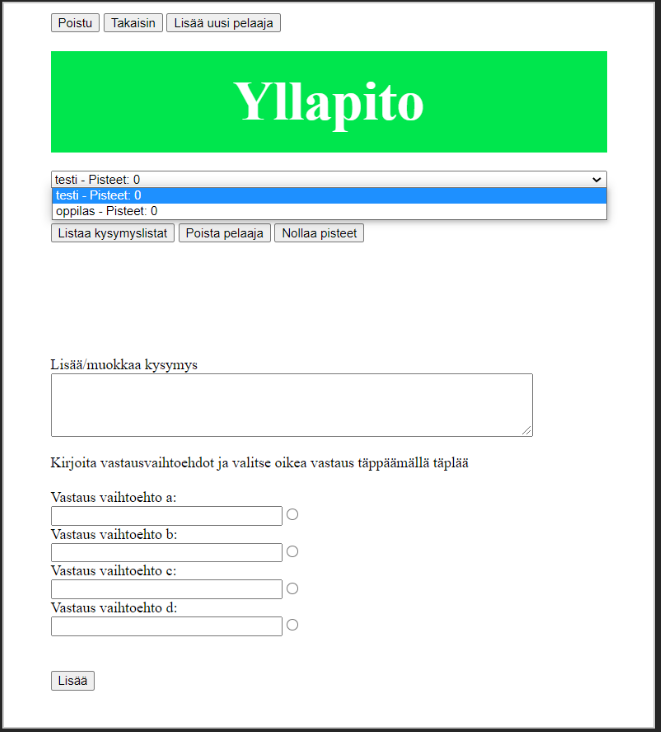 Poistu Takaisin Lisää uusi pelaaja
Yllapito
testi - Pisteet: 0
testi - Pisteet: 0
oppilas - Pisteet: 0
Listaa kysymyslistat Poista pelaaja Nollaa pisteet
Lisää/muokkaa kysymys
Kirjoita vastausvaihtoehdot ja valitse oikea vastaus täppäämällä täplää
Vastaus vaihtoehto a:
Vastaus vaihtoehto b:
Vastaus vaihtoehto c:
Vastaus vaihtoehto d:
Lisää